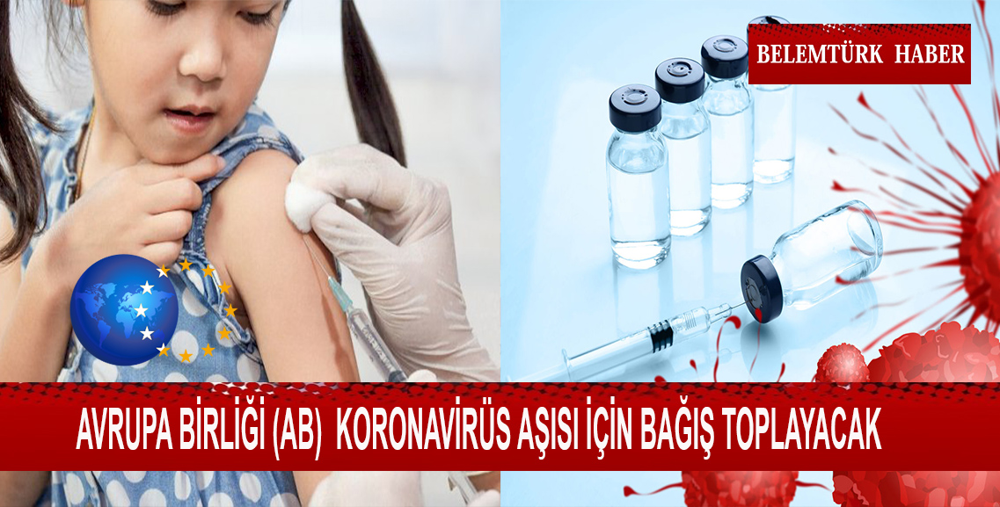 BELEMTÜRK HABER
AVRUPA BİRLİĞİ (AB) KORONAVİRÜS AŞISI İÇİN BAĞIŞ TOPLAYACAK